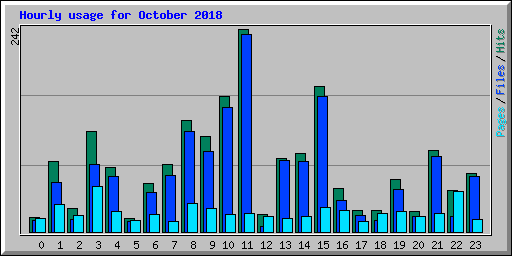 Hourly usage for October 2018
242
Pages/Files/Hits
0 1 2 3 4 5 6 7 8 9 10 11 12 13 14 15 16 17 18 19 20 21 22 23